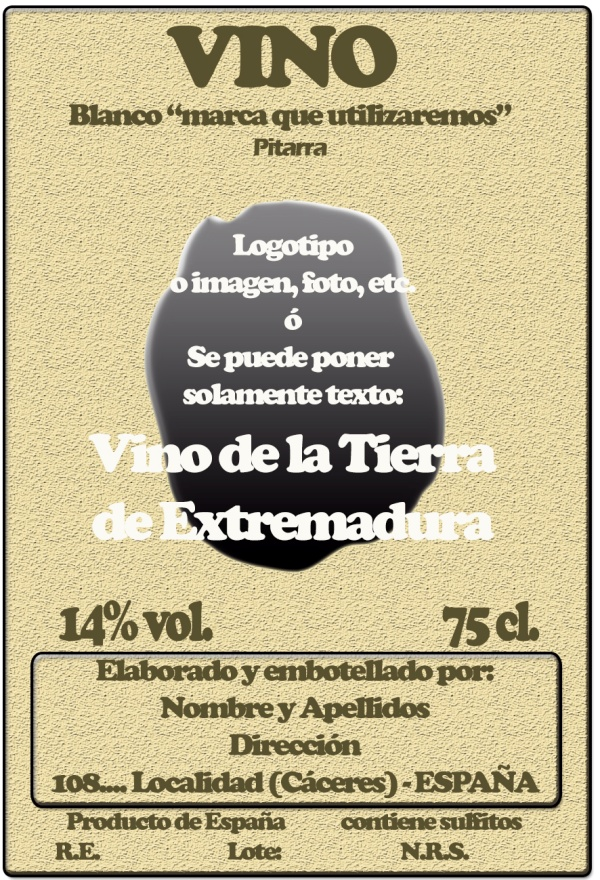 VINO
Blanco “marca que utilizaremos”
Pitarra
Logotipo
o imagen, foto, etc.
ó
Se puede poner
solamente texto:
Vino de la Tierra
de Extremadura
14% vol. 75 cl.
Elaborado y embotellado por:
Nombre y Apellidos
Dirección
108.... Localidad (Cáceres) - ESPAÑA
Producto de España contiene sulfitos
R.E. Lote: N.R.S.